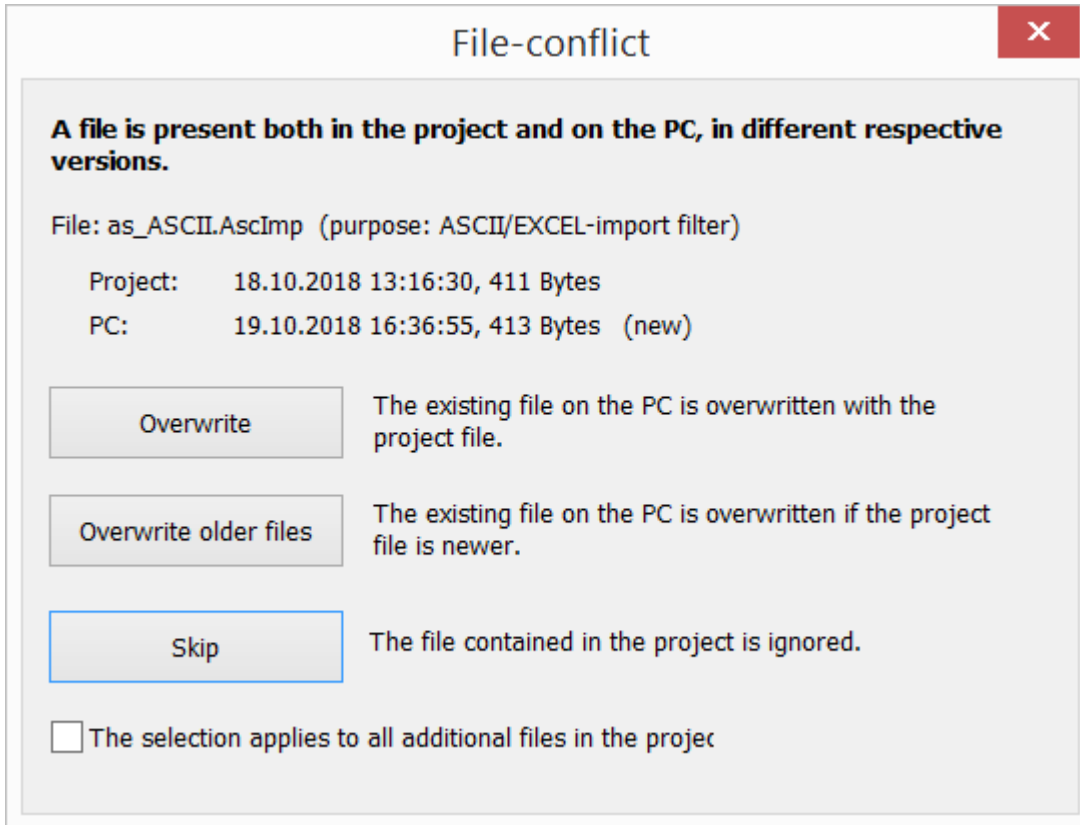 File-conflict
A file is present both in the project and on the PC, in different respective
versions.
File: as_ASCII.AscImp (purpose: ASCII/EXCEL-import filter)
Project: 18.10.2018 13:16:30, 411 Bytes
PC: 19.10.2018 16:36:55, 413 Bytes (new)
Overwrite
The existing file on the PC is overwritten with the
project file.
Overwrite older files
The existing file on the PC is overwritten if the project
file is newer.
Skip
The file contained in the project is ignored.
The selection applies to all additional files in the projec